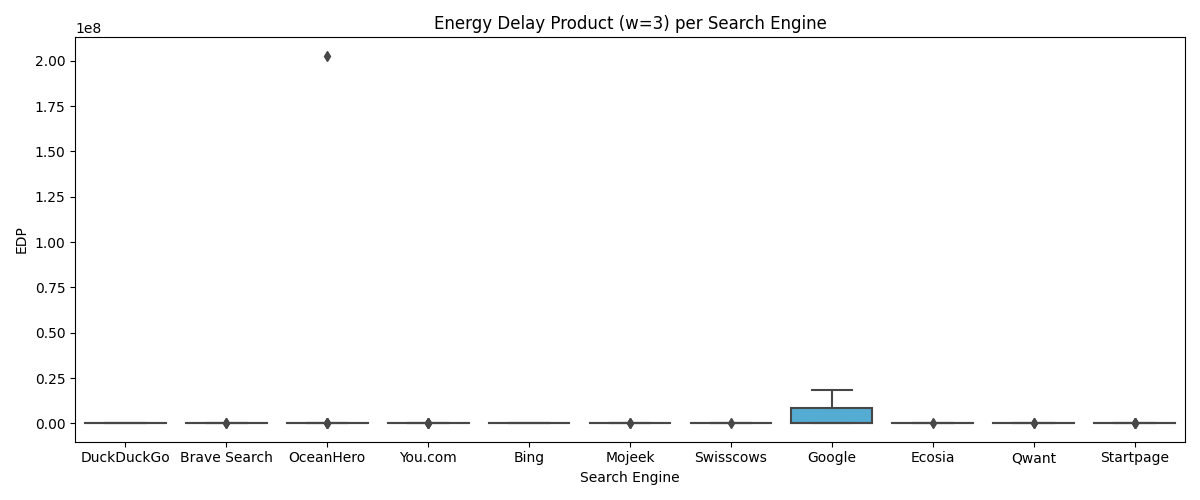 Energy Delay Product (w=3) per Search Engine
1e8
2.00
1.75
1.50
1.25
1.00
0.75
0.50
0.25
0.00
EDP
DuckDuckGo Brave Search OceanHero You.com Bing Mojeek Swisscows Google Ecosia Qwant Startpage
Search Engine